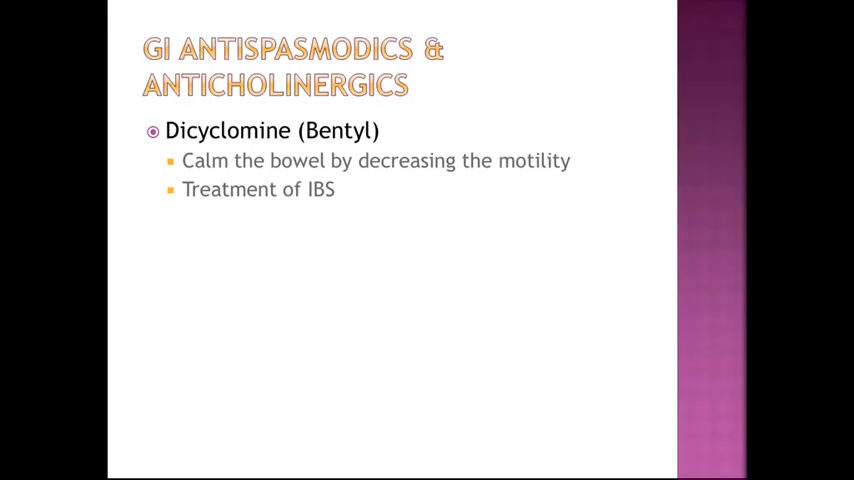 GI ANTISPASMODICS &
ANTICHOLINERGICS
Dicyclomine (Bentyl)
Calm the bowel by decreasing the motility
Treatment of IBS